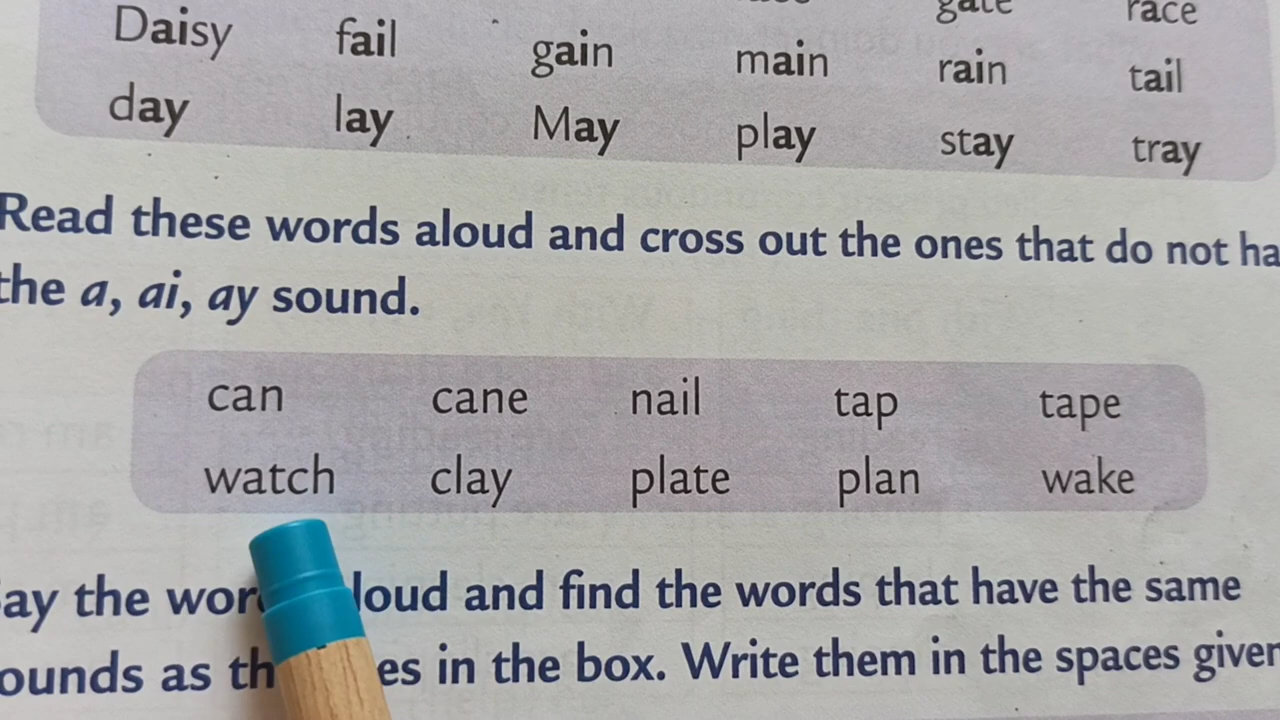 gate race
Daisy fail gain main rain tail
day lay May play stay tray
Read these words aloud and cross out the ones that do not ha
the a, ai, ay sound.
can cane nail tap tape
watch clay plate plan wake
ay the wor loud and find the words that have the same
ounds as th es in the box. Write them in the spaces given